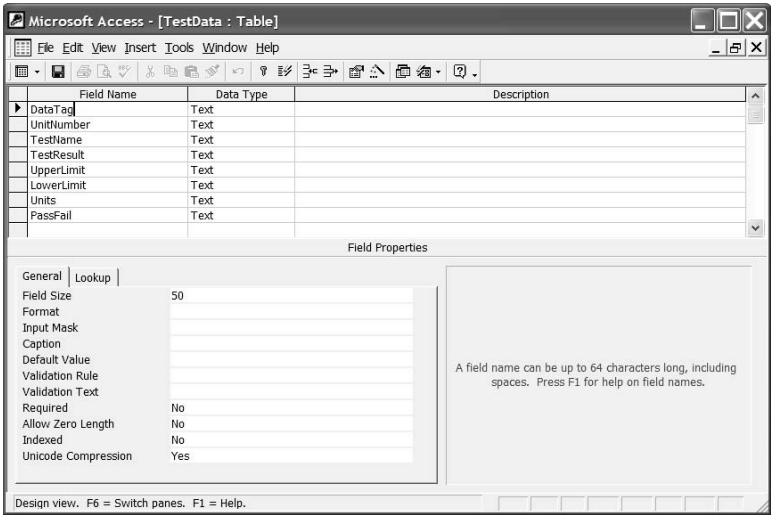 Microsoft Access - [TestData : Table]
File Edit View Insert Tools Window Help
Field Name Data Type Description
DataTag Text
UnitNumber Text
TestName Text
TestResult Text
UpperLimit Text
LowerLimit Text
Units Text
PassFail Text
Field Properties
General Lookup
Field Size 50
Format
Input Mask
Caption
Default Value
Validation Rule
Validation Text
Required No
Allow Zero Length No
Indexed No
Unicode Compression Yes
A field name can be up to 64 characters long, including
spaces. Press F1 for help on field names.
Design view. F6 = Switch panes. F1 = Help.